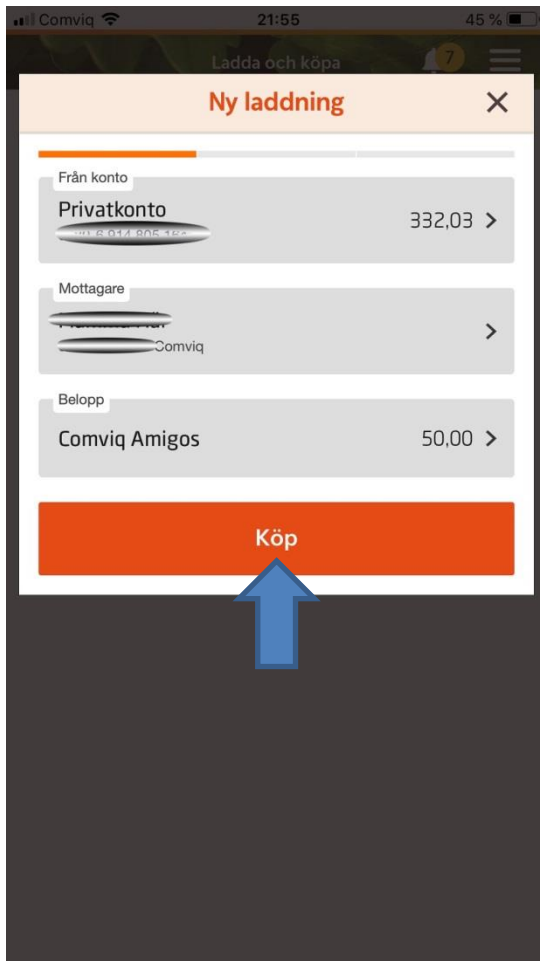 Comviq 21:55 45 %
Ladda och köpa 7
Ny laddning
Från konto
Privatkonto
332,03
Mottagare
Comviq
Belopp
Comviq Amigos 50,00
Köp